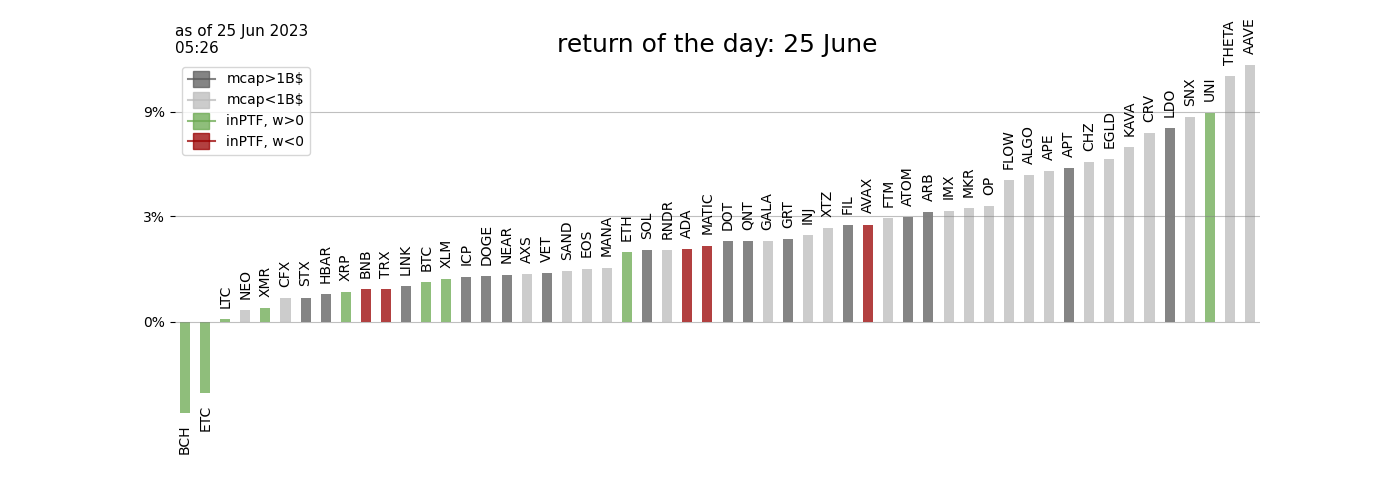 as of 25 Jun 2023
05:26
return of the day: 25 June
mcap>1B$
mcap<1B$
inPTF, w>0
inPTF, w<0
9%
3%
0%
BCH
ETC
LTC
NEO
XMR
CFX
STX
HBAR
XRP
BNB
TRX
LINK
BTC
XLM
ICP
DOGE
NEAR
AXS
VET
SAND
EOS
MANA
ETH
SOL
RNDR
ADA
MATIC
DOT
QNT
GALA
GRT
INJ
XTZ
FIL
AVAX
FTM
ATOM
ARB
IMX
MKR
OP
FLOW
ALGO
APE
APT
CHZ
EGLD
KAVA
CRV
LDO
SNX
UNI
THETA
AAVE